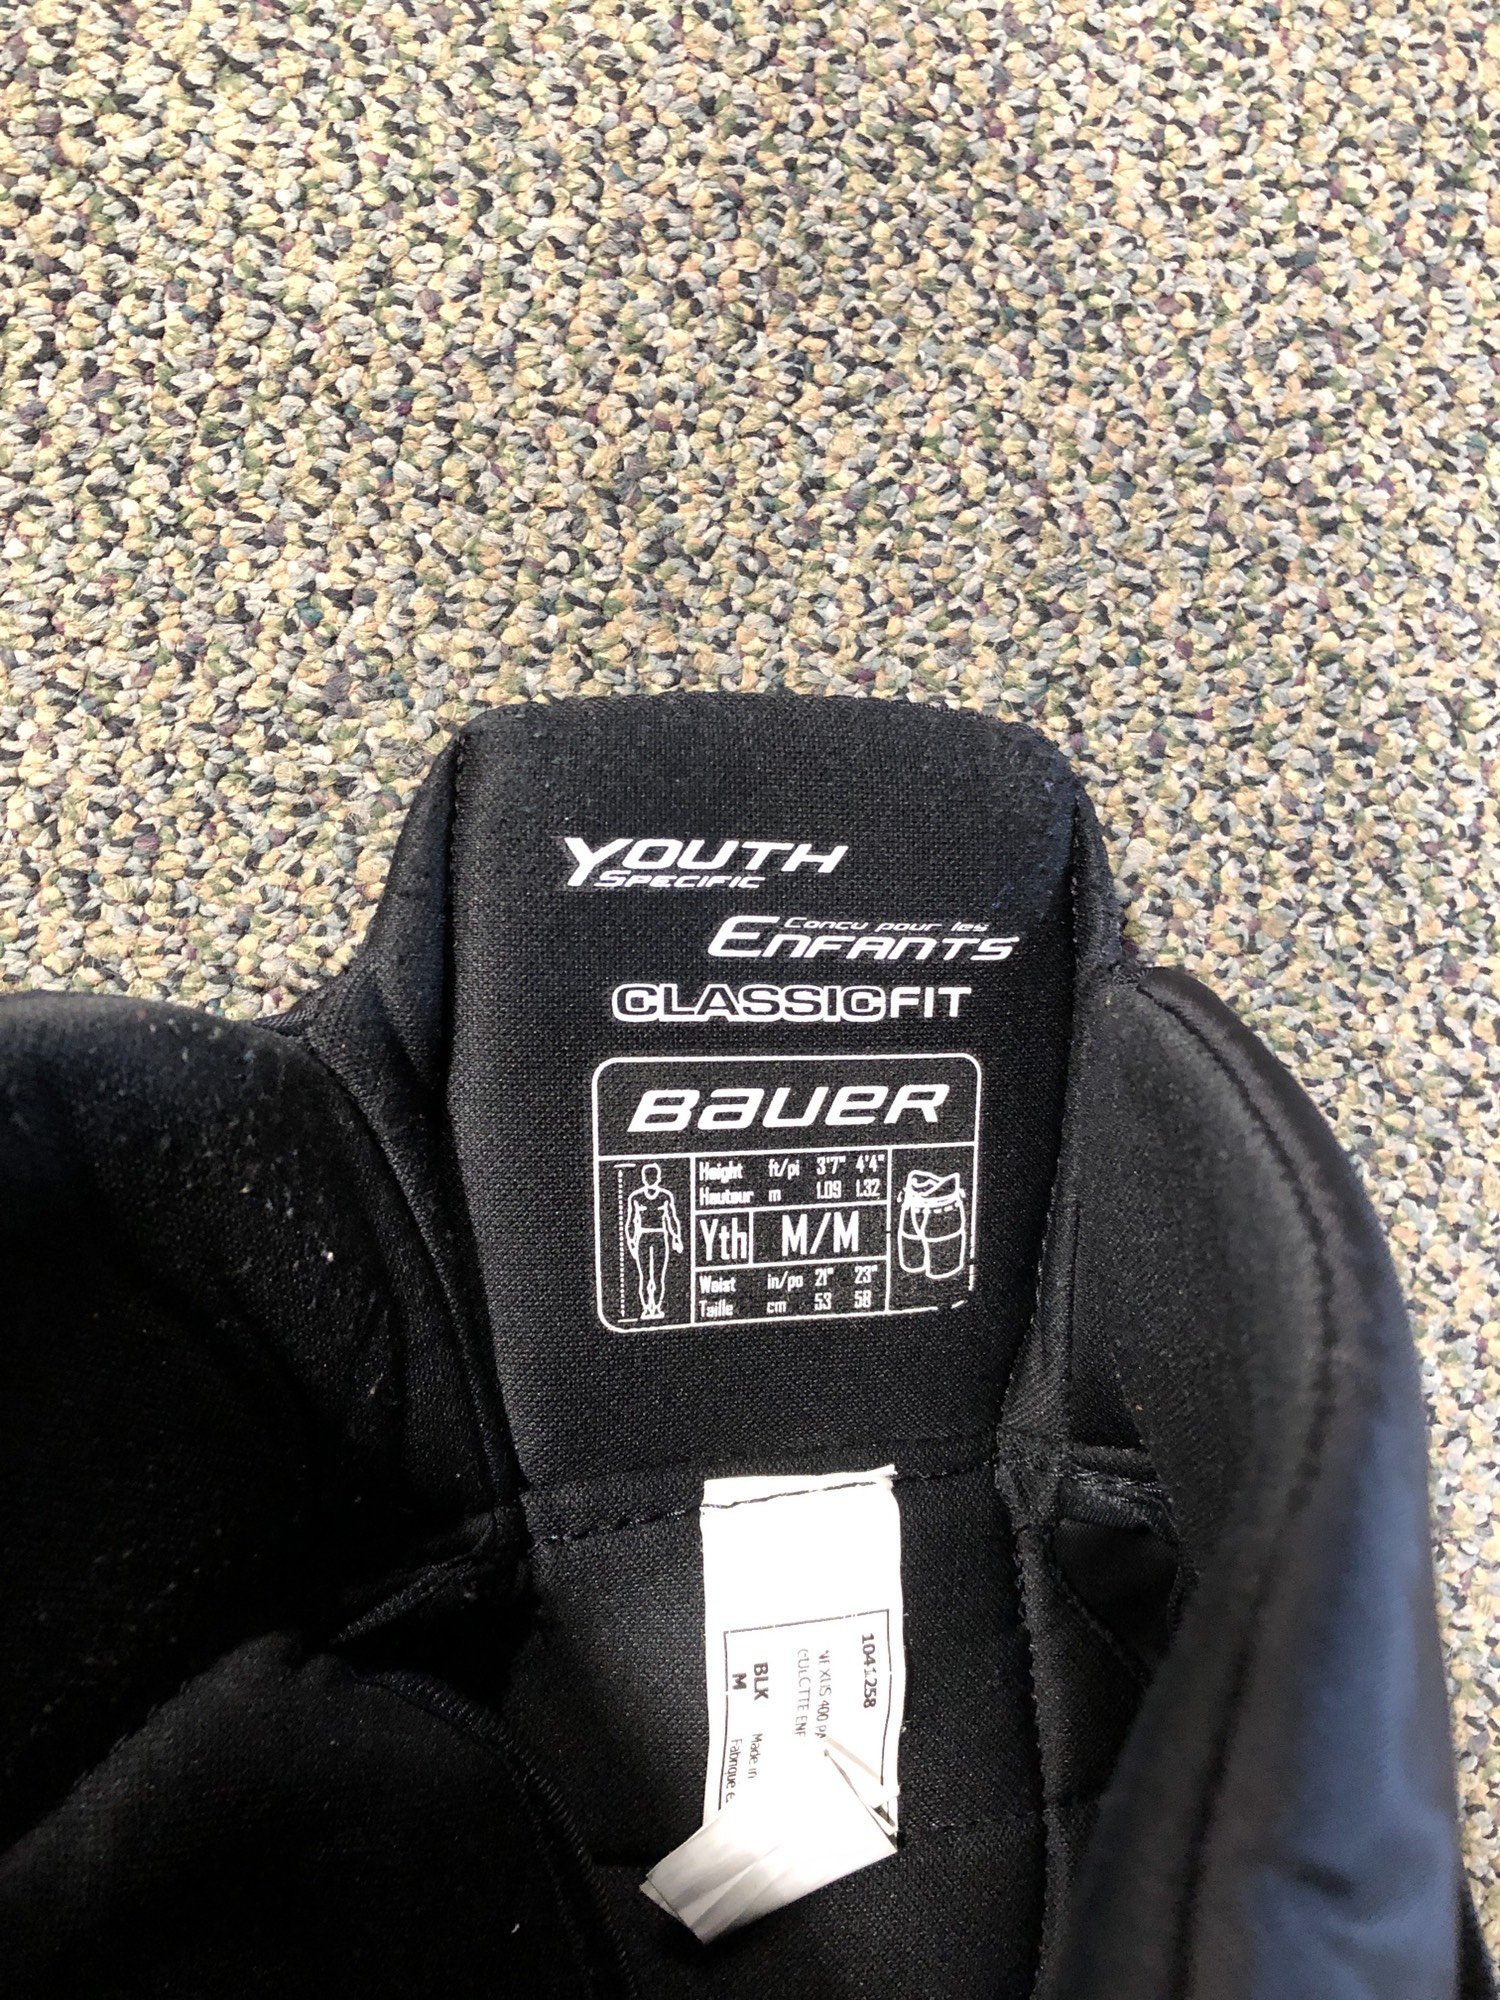 YOUTH
SPECIFIC
Concu pour les
ENFANTS
CLASSICFIT
BAUER
Height ft/pi 3'7" 4'4"
Hauteur m 1.09 1.32
Yth M/M
Waist in/po 21" 23"
Taille cm 53 58
1041258
NEXUS 400 PA
CULOTTE ENF
BLK
M
Made in
Fabrique